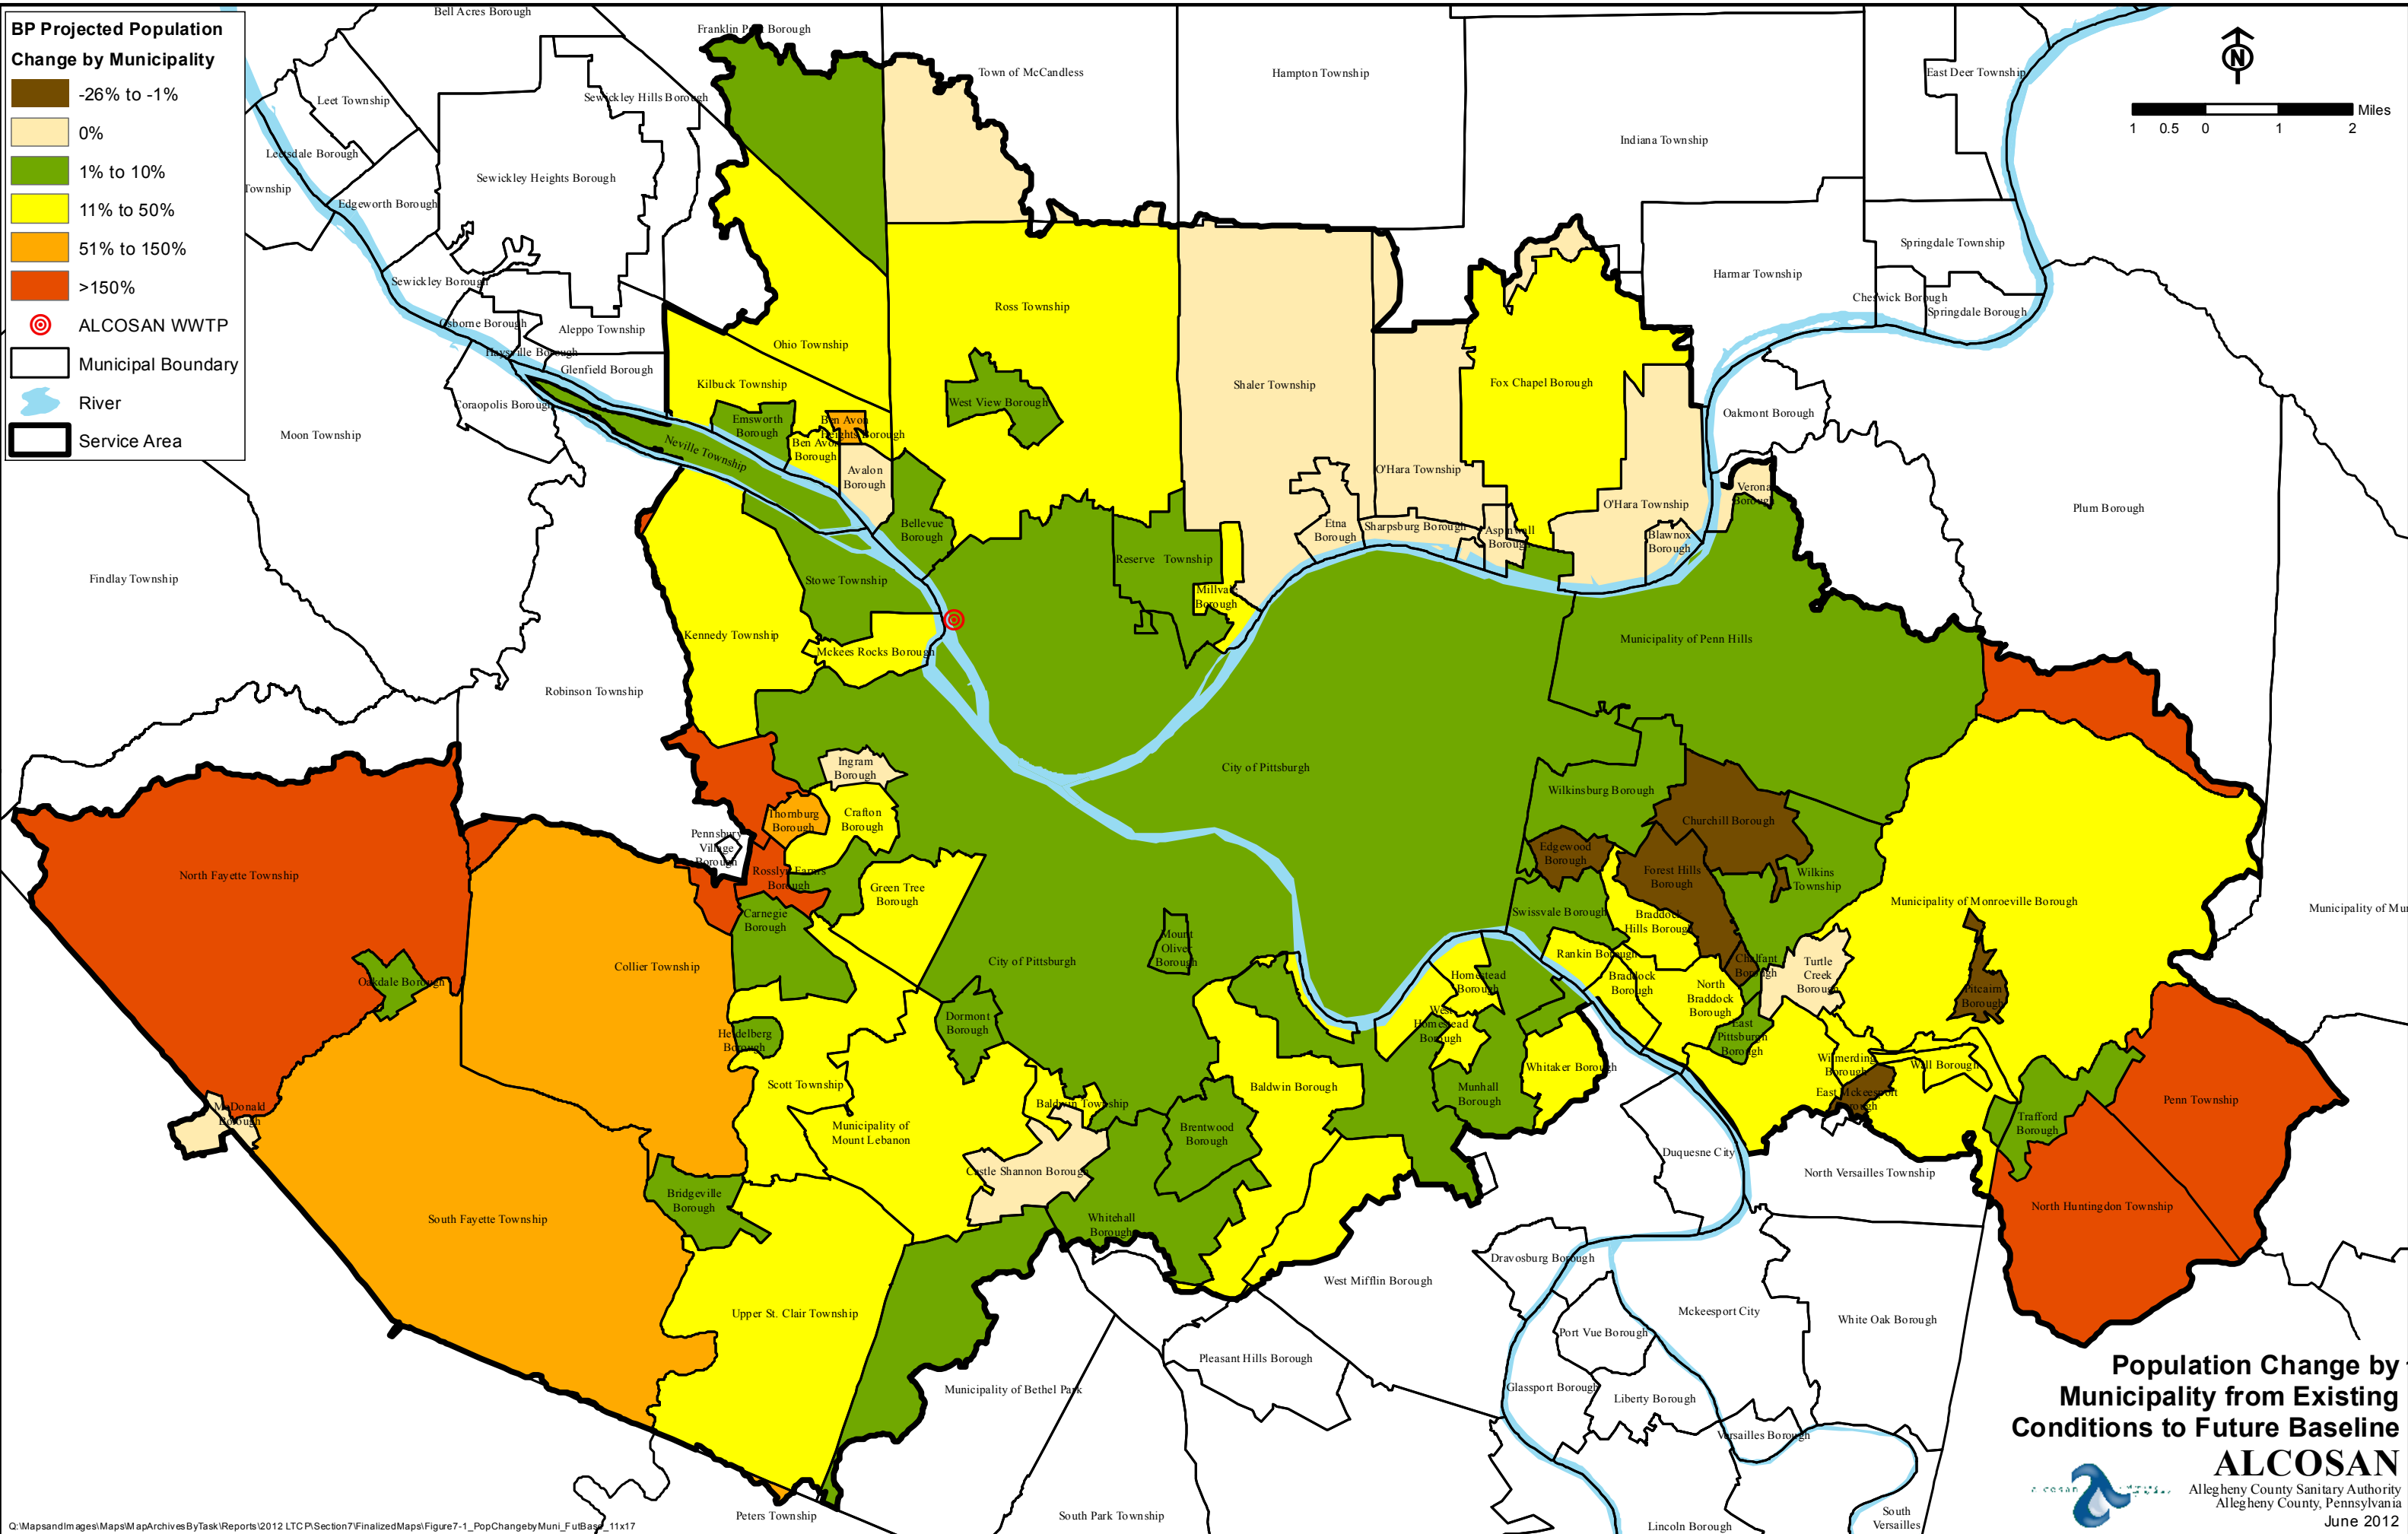 BP Projected Population
Change by Municipality
-26% to -1%
0%
1% to 10%
11% to 50%
51% to 150%
>150%
ALCOSAN WWTP
Municipal Boundary
River
Service Area
N
Miles
1 0.5 0 1 2
Bell Acres Borough
Franklin Park Borough
Town of McCandless
Hampton Township
East Deer Township
Leet Township
Sewickley Hills Borough
Indiana Township
Leetsdale Borough
Sewickley Heights Borough
Township
Edgeworth Borough
Springdale Township
Harmar Township
Sewickley Borough
Cheswick Borough
Springdale Borough
Ross Township
Osborne Borough
Aleppo Township
Ohio Township
Haysville Borough
Glenfield Borough
Kilbuck Township
Shaler Township
Fox Chapel Borough
Coraopolis Borough
West View Borough
Oakmont Borough
Moon Township
Emsworth
Borough
Ben Avon
Heights Borough
Ben Avon
Borough
Neville Township
Avalon
Borough
O'Hara Township
O'Hara Township
Verona
Borough
Plum Borough
Bellevue
Borough
Etna
Borough
Sharpsburg Borough
Aspinwall
Borough
Blawnox
Borough
Findlay Township
Stowe Township
Reserve Township
Millvale
Borough
Kennedy Township
Mckees Rocks Borough
Municipality of Penn Hills
Robinson Township
Ingram
Borough
City of Pittsburgh
Wilkinsburg Borough
Thornburg
Borough
Crafton
Borough
Churchill Borough
Pennsbury
Village
Borough
Edgewood
Borough
North Fayette Township
Rosslyn Farms
Borough
Green Tree
Borough
Forest Hills
Borough
Wilkins
Township
Municipality of Monroeville Borough
Municipality of Mur
Carnegie
Borough
Swissvale Borough
Braddock
Hills Borough
Mount
Oliver
Borough
City of Pittsburgh
Collier Township
Rankin Borough
Chalfant
Borough
Turtle
Creek
Borough
Oakdale Borough
Homestead
Borough
Braddock
Borough
North
Braddock
Borough
Pitcairn
Borough
Dormont
Borough
West
Homestead
Borough
East
Pittsburgh
Borough
Heidelberg
Borough
Scott Township
Baldwin Borough
Whitaker Borough
Wilmerding
Borough
Wall Borough
Munhall
Borough
East Mckeesport
Borough
McDonald
Borough
Baldwin Township
Penn Township
Trafford
Borough
Municipality of
Mount Lebanon
Brentwood
Borough
Duquesne City
Castle Shannon Borough
North Versailles Township
Bridgeville
Borough
South Fayette Township
Whitehall
Borough
North Huntingdon Township
Dravosburg Borough
West Mifflin Borough
Upper St. Clair Township
Mckeesport City
White Oak Borough
Port Vue Borough
Pleasant Hills Borough
Municipality of Bethel Park
Glassport Borough
Liberty Borough
Versailles Borough
Peters Township
South Park Township
Lincoln Borough
South
Versailles
Population Change by
Municipality from Existing
Conditions to Future Baseline
ALCOSAN
Allegheny County Sanitary Authority
Allegheny County, Pennsylvania
June 2012
Q:\MapsandImages\Maps\MapArchivesByTask\Reports\2012 LTCP\Section7\FinalizedMaps\Figure7-1_PopChangebyMuni_FutBase_11x17